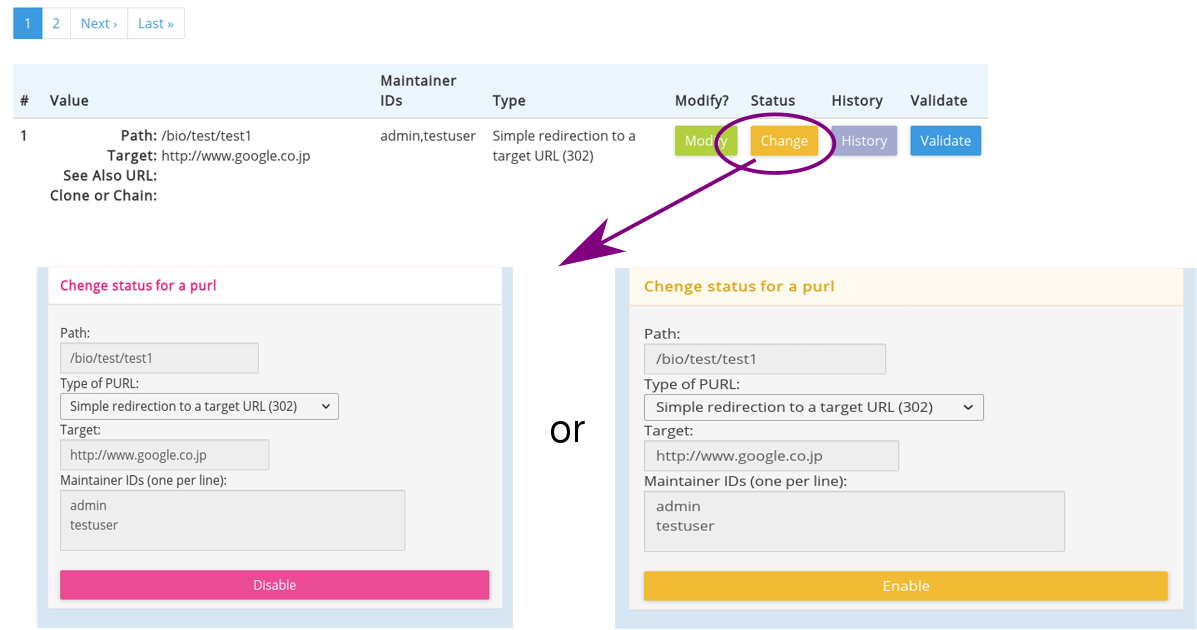 1 2 Next › Last »
# Value Maintainer IDs Type Modify? Status History Validate
1 Path: /bio/test/test1 admin,testuser Simple redirection to a Modify Change History Validate
Target: http://www.google.co.jp target URL (302)
See Also URL:
Clone or Chain:
Chenge status for a purl
Path:
/bio/test/test1
Type of PURL:
Simple redirection to a target URL (302)
Target:
http://www.google.co.jp
Maintainer IDs (one per line):
admin
testuser
Disable
or
Chenge status for a purl
Path:
/bio/test/test1
Type of PURL:
Simple redirection to a target URL (302)
Target:
http://www.google.co.jp
Maintainer IDs (one per line):
admin
testuser
Enable